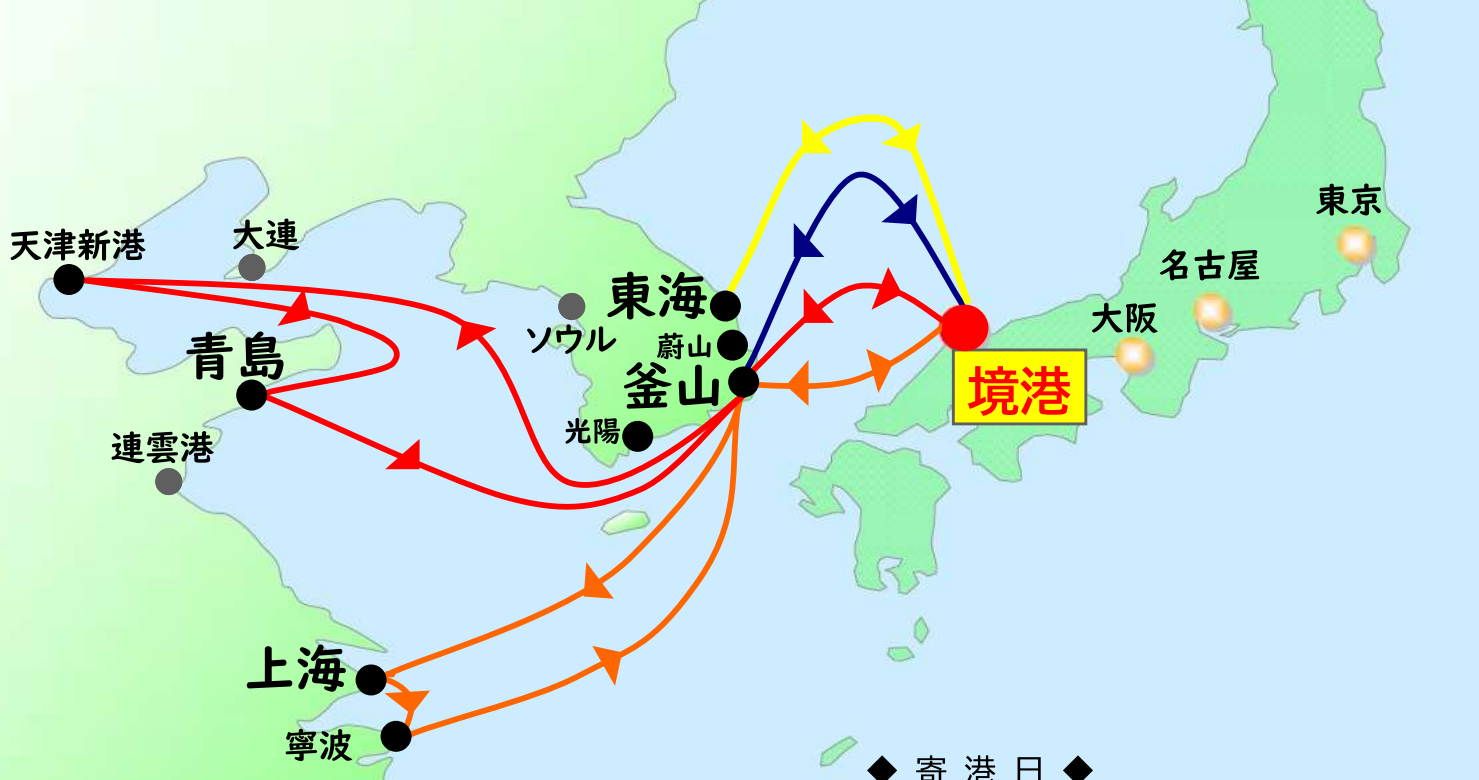 東京
天津新港
大連
名古屋
東海
大阪
ソウル
蔚山
青島
釜山
境港
光陽
連雲港
上海
寧波
◆ 寄 港 日 ◆